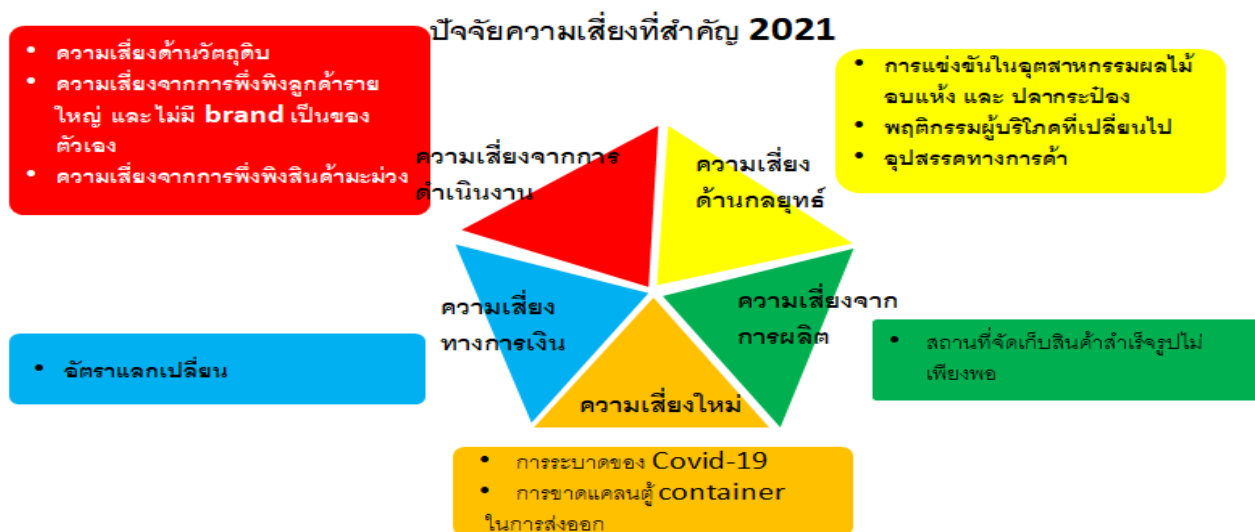 ปัจจัยความเสี่ยงที่สำคัญ 2021
• ความเสี่ยงด้านวัตถุดิบ
• ความเสี่ยงจากการพึ่งพิงลูกค้าราย
ใหญ่ และ ไม่มี brand เป็นของ
ตัวเอง
• ความเสี่ยงจากการพึ่งพิงสินค้ามะม่วง
• การแข่งขันในอุตสาหกรรมผลไม้
อบแห้ง และ ปลากระป๋อง
• พฤติกรรมผู้บริโภคที่เปลี่ยนไป
• อุปสรรคทางการค้า
ความเสี่ยงจากการ
ดำเนินงาน
ความเสี่ยง
ด้านกลยุทธ์
ความเสี่ยง
ทางการเงิน
ความเสี่ยงจาก
การผลิต
• อัตราแลกเปลี่ยน
• สถานที่จัดเก็บสินค้าสำเร็จรูปไม่
เพียงพอ
ความเสี่ยงใหม่
• การระบาดของ Covid-19
• การขาดแคลนตู้ container
ในการส่งออก